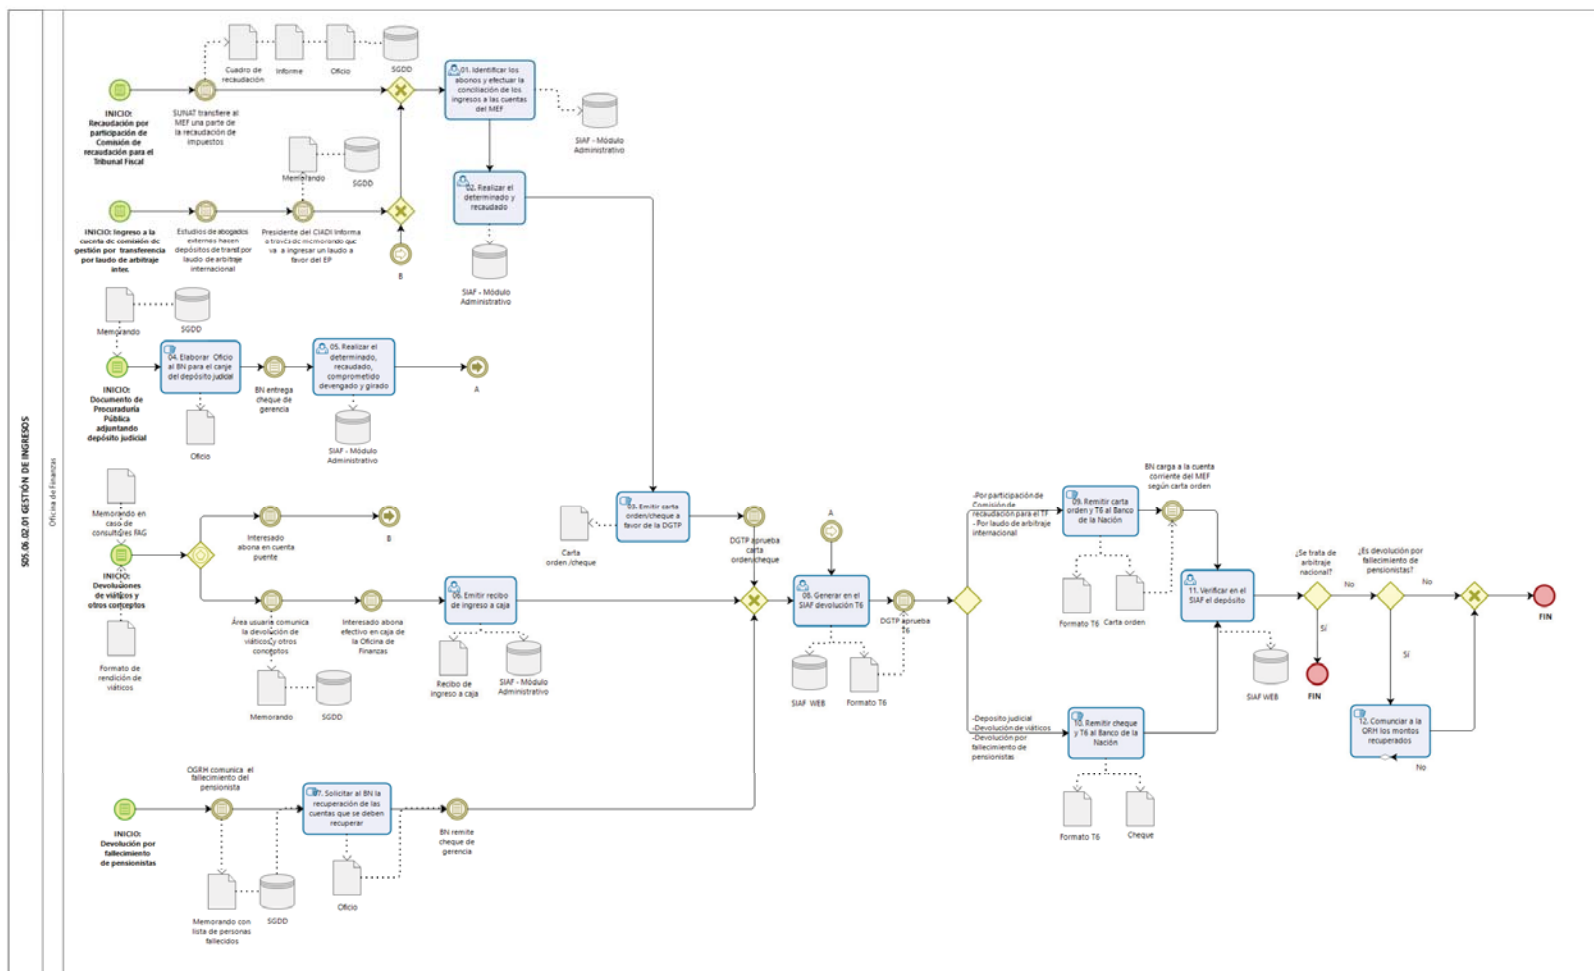 S05.06.02.01 GESTIÓN DE INGRESOS
Oficina de Finanzas
Cuadro de
recaudación
Informe
Oficio
SGDD
INICIO:
Recaudación por
participación de
Comisión de
recaudación para el
Tribunal Fiscal
SUNAT transfiere al
MEF una parte de
la recaudación de
impuestos
01. Identificar los
abonos y efectuar la
conciliación de los
ingresos a las cuentas
del MEF
SIAF - Módulo
Administrativo
Memorando
SGDD
02. Realizar el
determinado y
recaudado
SIAF - Módulo
Administrativo
INICIO: Ingreso a la
cuenta de comisión de
gestión por transferencia
por laudo de arbitraje
inter.
Estudios de abogados
externos hacen
depósitos de transf.por
laudo de arbitraje
internacional
Presidente del CIADI Informa
a través de memorando que
va a ingresar un laudo a
favor del EP
B
Memorando
SGDD
INICIO:
Documento de
Procuraduría
Pública
adjuntando
depósito judicial
04. Elaborar Oficio
al BN para el canje
del depósito judicial
Oficio
BN entrega
cheque de
gerencia
05. Realizar el
determinado,
recaudado,
comprometido
devengado y girado
SIAF - Módulo
Administrativo
A
Memorando en
caso de
consultores FAG
INICIO:
Devoluciones
de viáticos y
otros conceptos
Formato de
rendición de
viáticos
Interesado
abona en cuenta
puente
B
Área usuaria comunica
la devolución de
viáticos y otros
conceptos
Memorando
SGDD
Interesado abona
efectivo en caja de
la Oficina de
Finanzas
06. Emitir recibo
de ingreso a caja
Recibo de
ingreso a caja
SIAF - Módulo
Administrativo
03. Emitir carta
orden/cheque a
favor de la DGTP
Carta
orden /cheque
DGTP aprueba
carta
orden/cheque
A
08. Generar en el
SIAF devolución T6
SIAF WEB
Formato T6
DGTP aprueba
T6
-Por participación de
Comisión de
recaudación para el TF
- Por laudo de arbitraje
internacional
09. Remitir carta
orden y T6 al Banco de
la Nación
Formato T6
Carta orden
BN carga a la cuenta
corriente del MEF
según carta orden
11. Verificar en el
SIAF el depósito
SIAF WEB
¿Se trata de
arbitraje
nacional?
No
Sí
FIN
¿Es devolución por
fallecimiento de
pensionistas?
No
Sí
FIN
12. Comunciar a la
ORH los montos
recuperados
No
-Deposito judicial
-Devolución de viáticos
-Devolución por
fallecimiento de
pensionistas
10. Remitir cheque
y T6 al Banco de la
Nación
Formato T6
Cheque
INICIO:
Devolución por
fallecimiento
de pensionistas
OGRH comunica el
fallecimiento del
pensionista
Memorando con
lista de personas
fallecidos
SGDD
07. Solicitar al BN la
recuperación de las
cuentas que se deben
recuperar
Oficio
BN remite
cheque de
gerencia